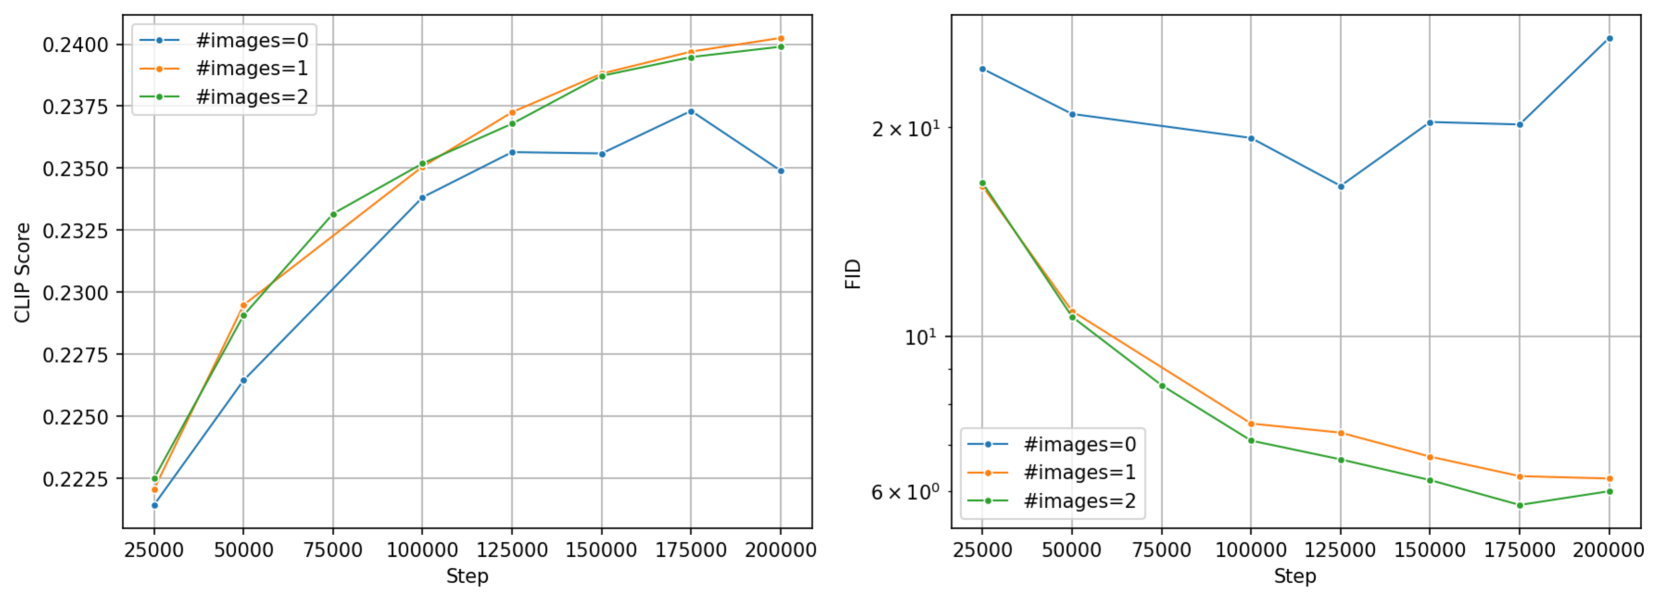 0.2400
0.2375
0.2350
0.2325
0.2300
0.2275
0.2250
0.2225
CLIP Score
#images=0
#images=1
#images=2
25000 50000 75000 100000 125000 150000 175000 200000
Step
2 × 10¹
10¹
6 × 10⁰
FID
#images=0
#images=1
#images=2
25000 50000 75000 100000 125000 150000 175000 200000
Step